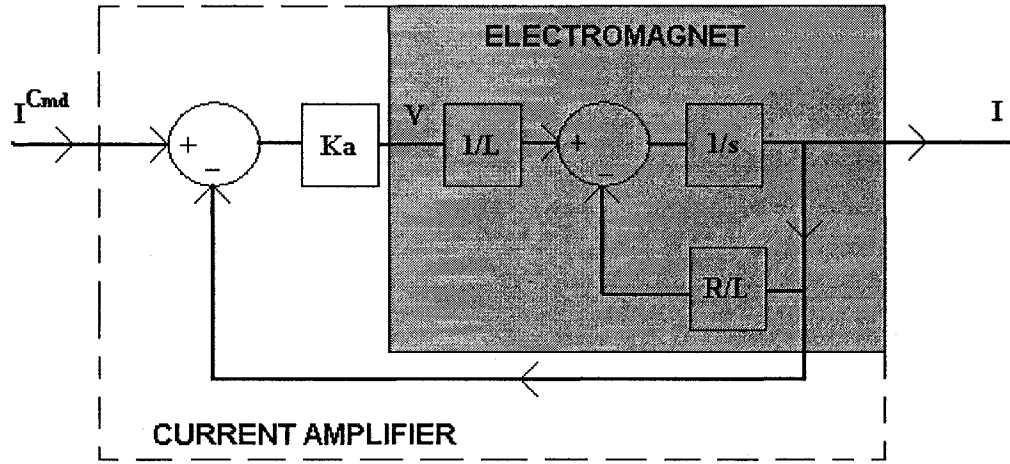 ELECTROMAGNET
I^Cmd
+
−
Ka
V
1/L
+
−
1/s
I
R/L
CURRENT AMPLIFIER